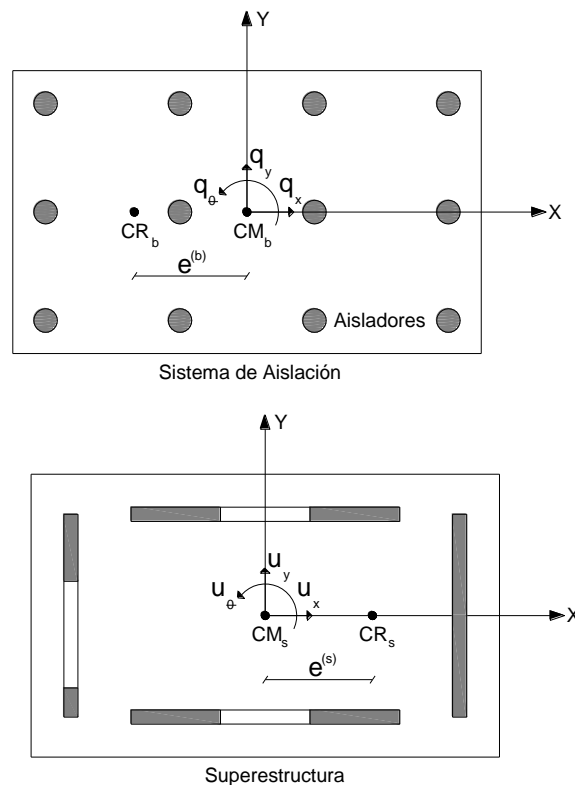 Y
q_y
q_θ q_x
X
CR_b CM_b
e^(b)
Aisladores
Sistema de Aislación
Y
u_y
u_θ u_x
X
CM_s CR_s
e^(s)
Superestructura